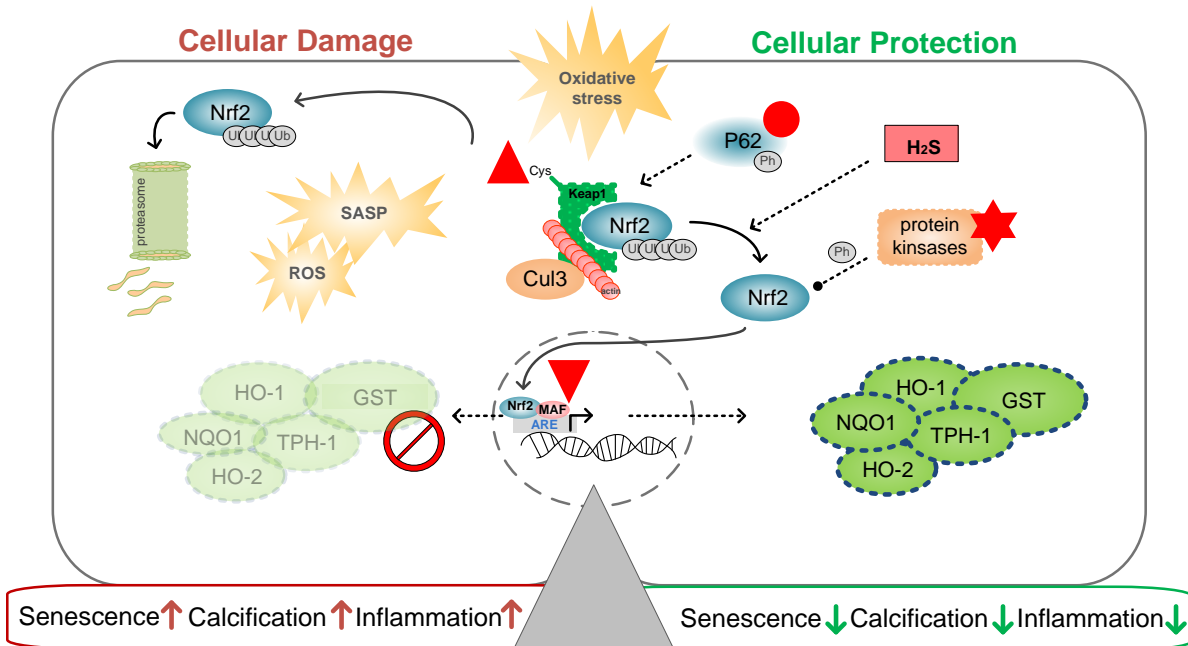 Cellular Damage
Cellular Protection
Oxidative
stress
Nrf2
Ub
proteasome
SASP
ROS
Cys
Keap1
Nrf2
Ub
Cul3
actin
P62
Ph
H₂S
protein
kinsases
Ph
Nrf2
HO-1
GST
NQO1
TPH-1
HO-2
Nrf2
MAF
ARE
HO-1
GST
NQO1
TPH-1
HO-2
Senescence Calcification Inflammation
Senescence Calcification Inflammation